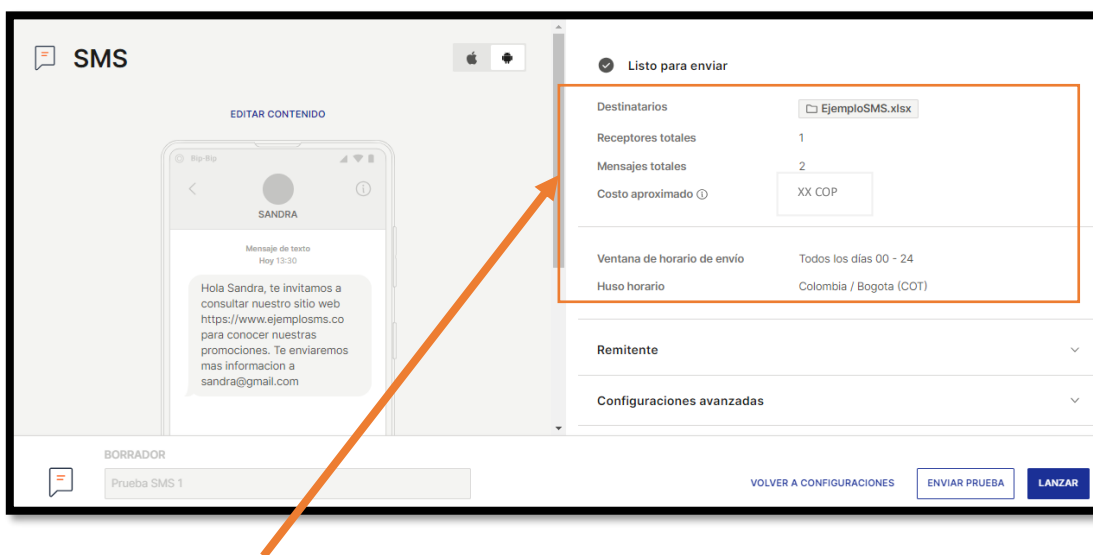 SMS
EDITAR CONTENIDO
Bip-Bip
SANDRA
Mensaje de texto
Hoy 13:30
Hola Sandra, te invitamos a
consultar nuestro sitio web
https://www.ejemplosms.co
para conocer nuestras
promociones. Te enviaremos
mas informacion a
sandra@gmail.com
Listo para enviar
Destinatarios EjemploSMS.xlsx
Receptores totales 1
Mensajes totales 2
Costo aproximado XX COP
Ventana de horario de envío Todos los días 00 - 24
Huso horario Colombia / Bogota (COT)
Remitente
Configuraciones avanzadas
BORRADOR
Prueba SMS 1
VOLVER A CONFIGURACIONES ENVIAR PRUEBA LANZAR